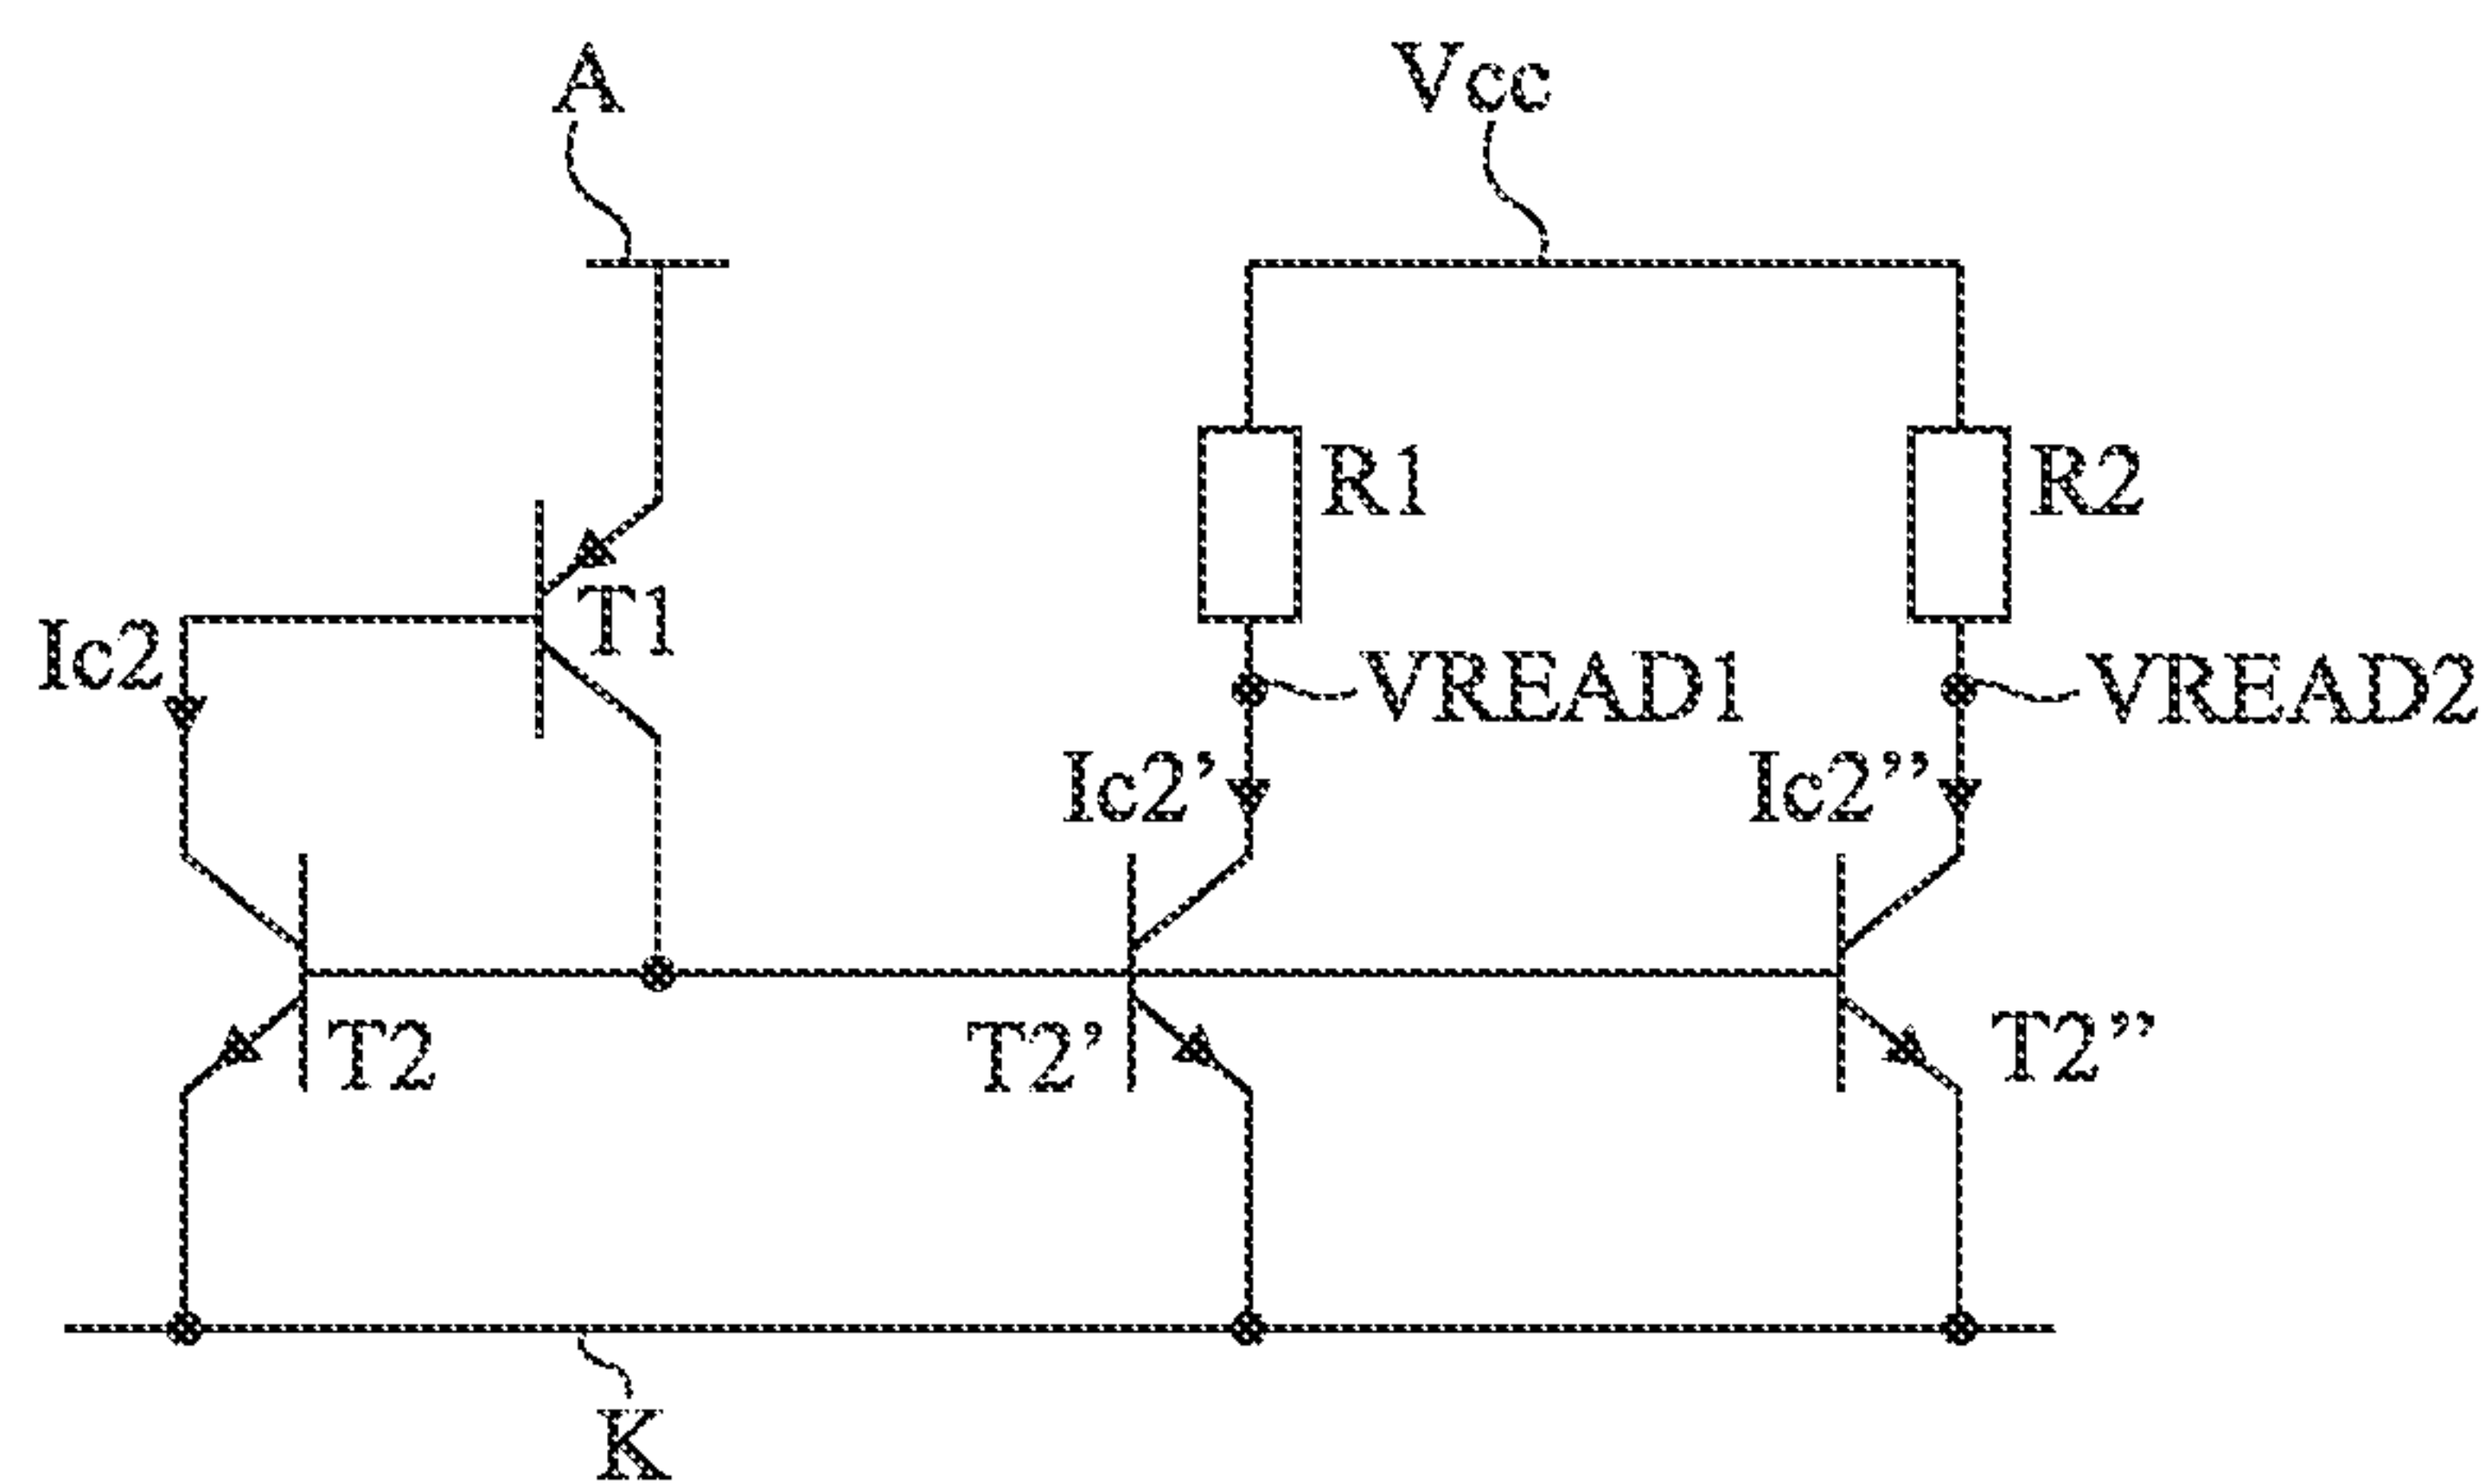 A
Vcc
R1
R2
T1
Ic2
VREAD1
VREAD2
Ic2’
Ic2”
T2
T2’
T2”
K